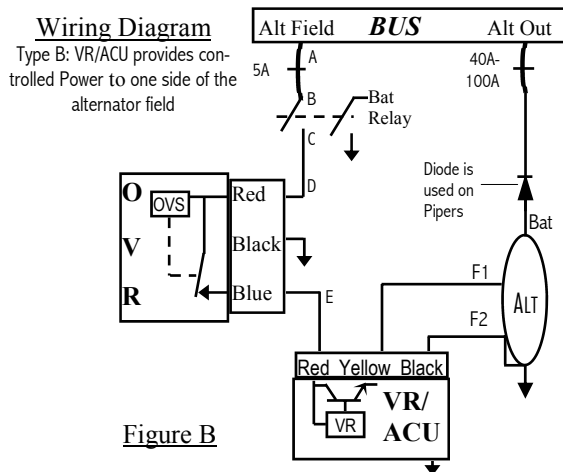 Wiring Diagram
Type B: VR/ACU provides con-
trolled Power to one side of the
alternator field
Alt Field BUS Alt Out
5A
A
40A-
100A
B
Bat
Relay
C
D
Diode is
used on
Pipers
Bat
O
V
R
OVS
Red
Black
Blue
E
F1
F2
ALT
Red Yellow Black
VR
VR/
ACU
Figure B